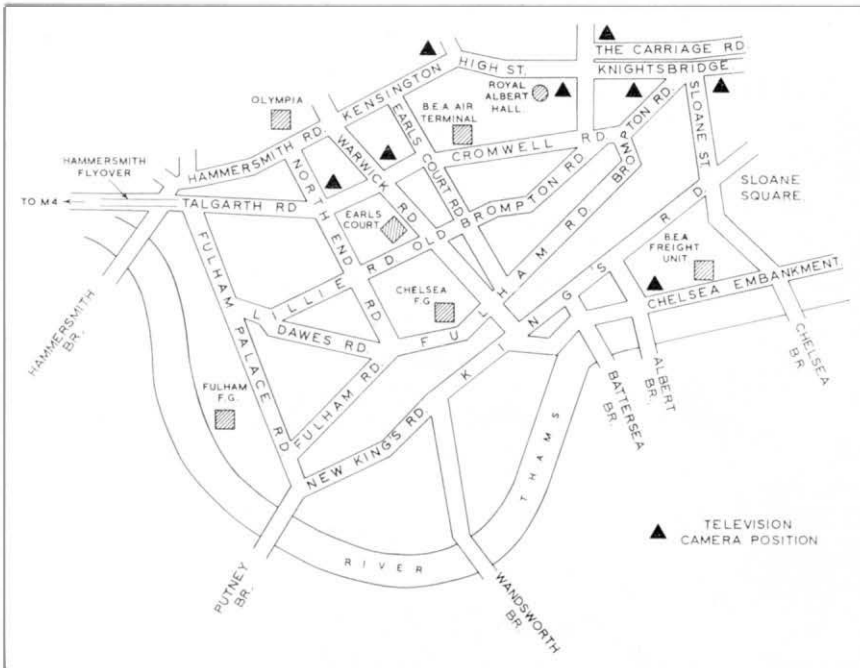 THE CARRIAGE RD.
KENSINGTON HIGH ST.
KNIGHTSBRIDGE
ROYAL
ALBERT
HALL
OLYMPIA
B.E.A AIR
TERMINAL
EARLS COURT RD
SLOANE ST
HAMMERSMITH RD.
WARWICK RD
CROMWELL RD.
BROMPTON RD.
HAMMERSMITH
FLYOVER
TO M4
TALGARTH RD
NORTH END RD
EARLS
COURT
OLD BROMPTON RD.
SLOANE
SQUARE
B.E.A
FREIGHT
UNIT
FULHAM PALACE RD
LILLIE RD
CHELSEA
F.G.
FULHAM RD
KING'S RD
CHELSEA EMBANKMENT
HAMMERSMITH
BR.
DAWES RD
CHELSEA
BR
ALBERT
BR.
BATTERSEA
BR.
FULHAM
F.G.
FULHAM RD
NEW KING'S RD
RIVER THAMS
TELEVISION
CAMERA POSITION
PUTNEY
BR.
WANDSWORTH
BR.